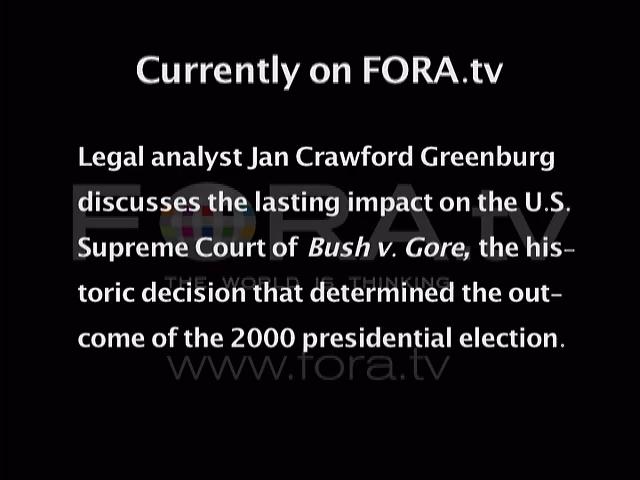 Currently on FORA.tv
Legal analyst Jan Crawford Greenburg
discusses the lasting impact on the U.S.
Supreme Court of Bush v. Gore, the his-
toric decision that determined the out-
come of the 2000 presidential election.
FORA.tv
THE WORLD IS THINKING
www.fora.tv